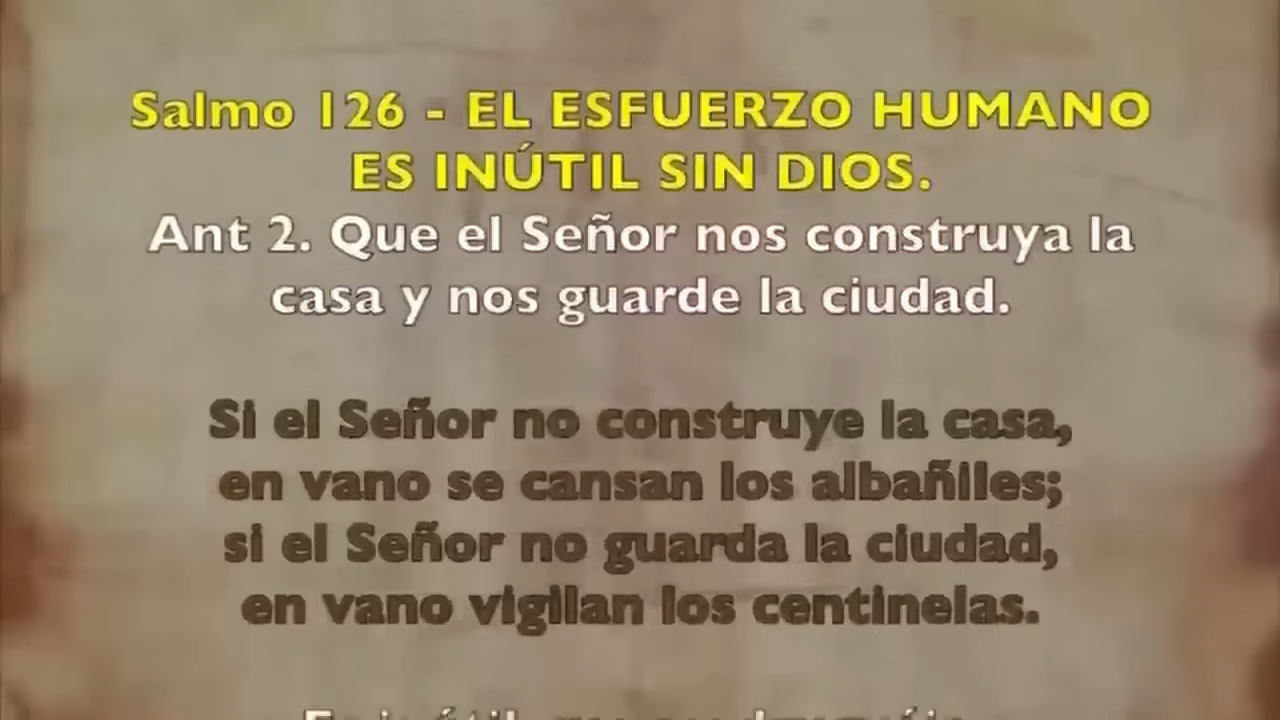 Salmo 126 - EL ESFUERZO HUMANO
ES INÚTIL SIN DIOS.
Ant 2. Que el Señor nos construya la
casa y nos guarde la ciudad.
Si el Señor no construye la casa,
en vano se cansan los albañiles;
si el Señor no guarda la ciudad,
en vano vigilan los centinelas.